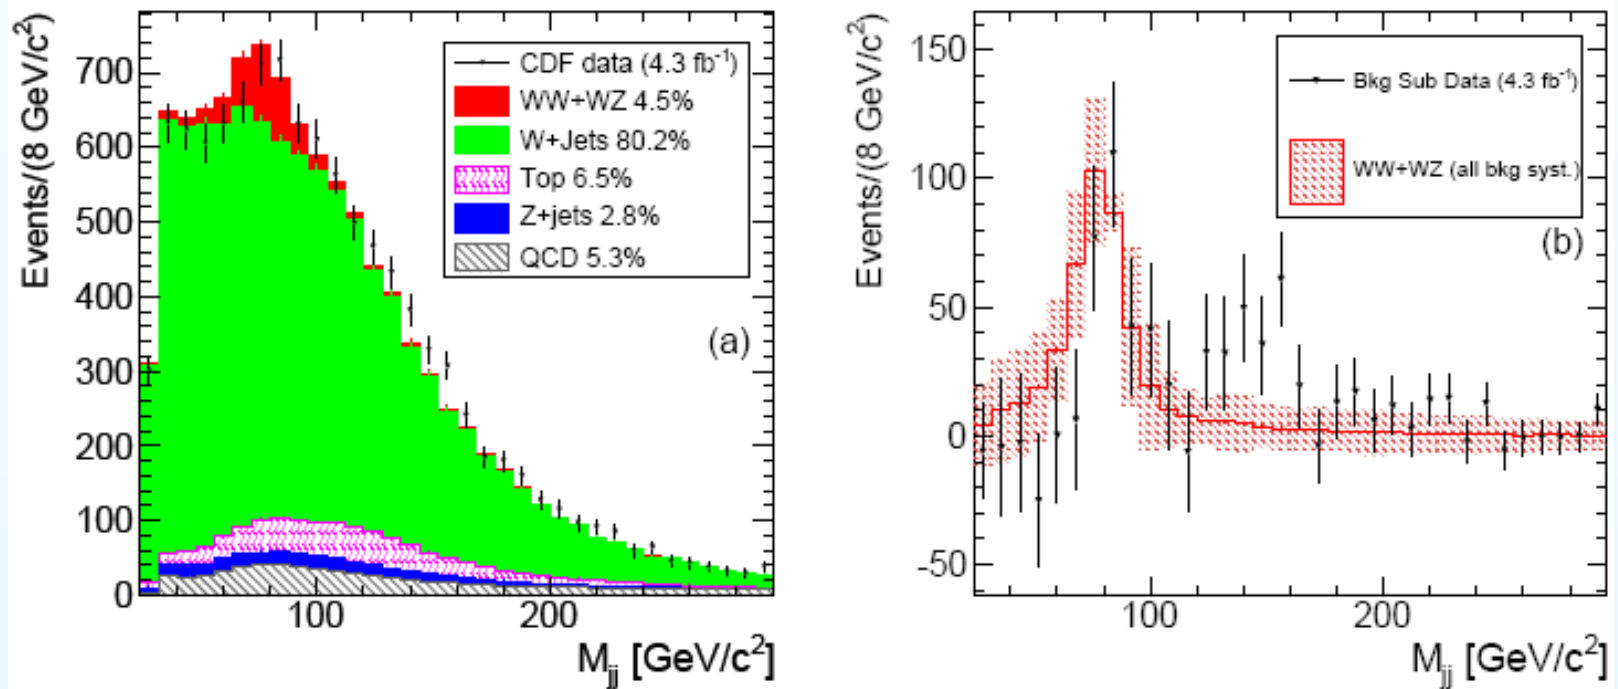 Events/(8 GeV/c²)
700
600
500
400
300
200
100
0
CDF data (4.3 fb⁻¹)
WW+WZ 4.5%
W+Jets 80.2%
Top 6.5%
Z+jets 2.8%
QCD 5.3%
(a)
100
200
M_jj [GeV/c²]
Events/(8 GeV/c²)
150
100
50
0
-50
Bkg Sub Data (4.3 fb⁻¹)
WW+WZ (all bkg syst.)
(b)
100
200
M_jj [GeV/c²]